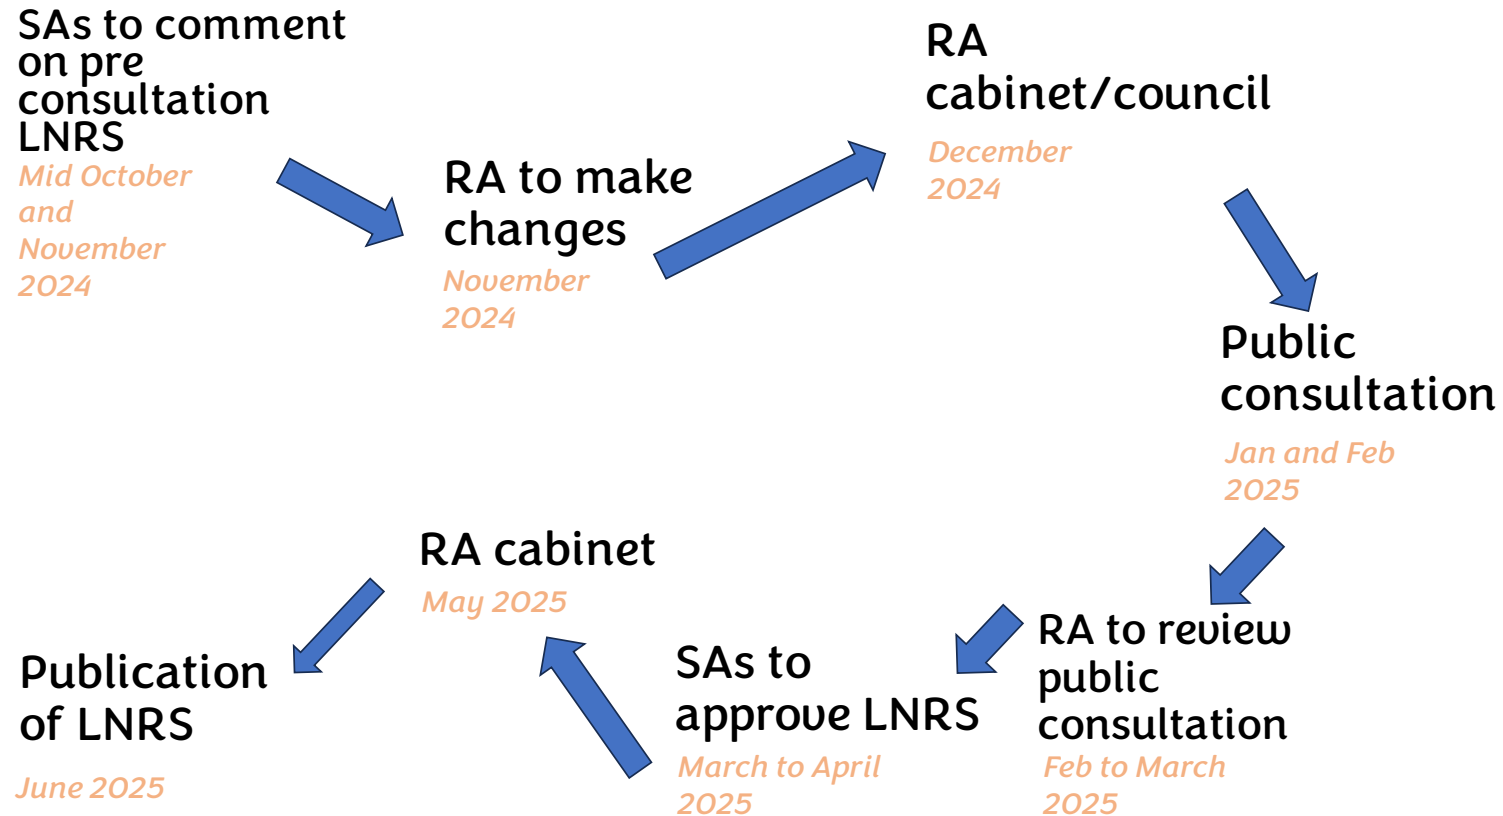 SAs to comment
on pre
consultation
LNRS
Mid October
and
November
2024
RA to make
changes
November
2024
RA
cabinet/council
December
2024
Public
consultation
Jan and Feb
2025
RA to review
public
consultation
Feb to March
2025
SAs to
approve LNRS
March to April
2025
RA cabinet
May 2025
Publication
of LNRS
June 2025